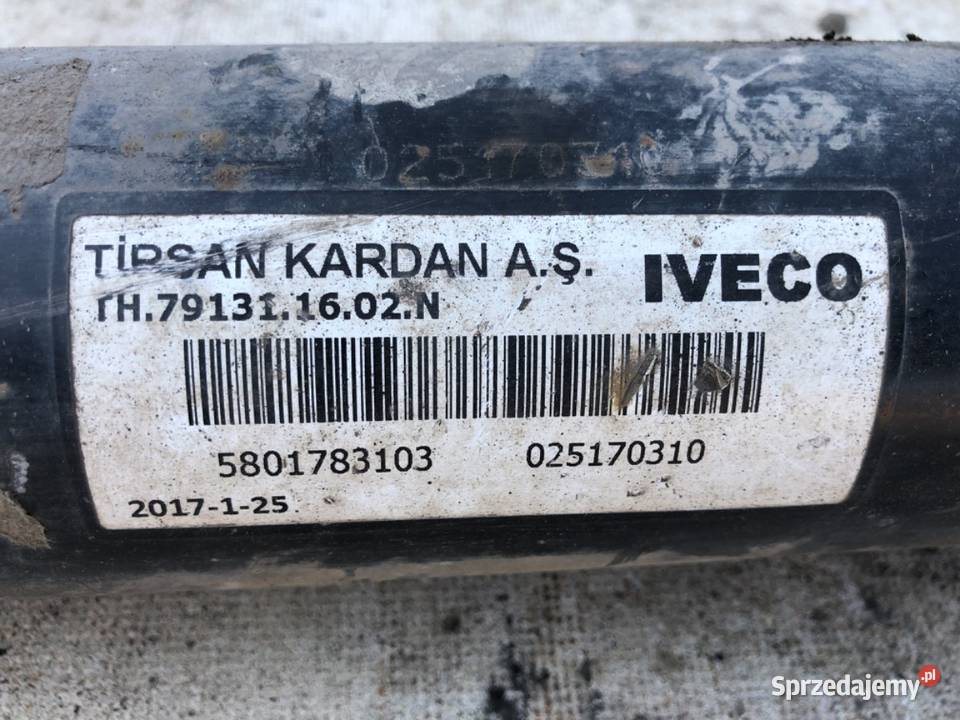 025170310
TİRSAN KARDAN A.Ş.
IVECO
TH.79131.16.02.N
5801783103 025170310
2017-1-25
Sprzedajemy.pl